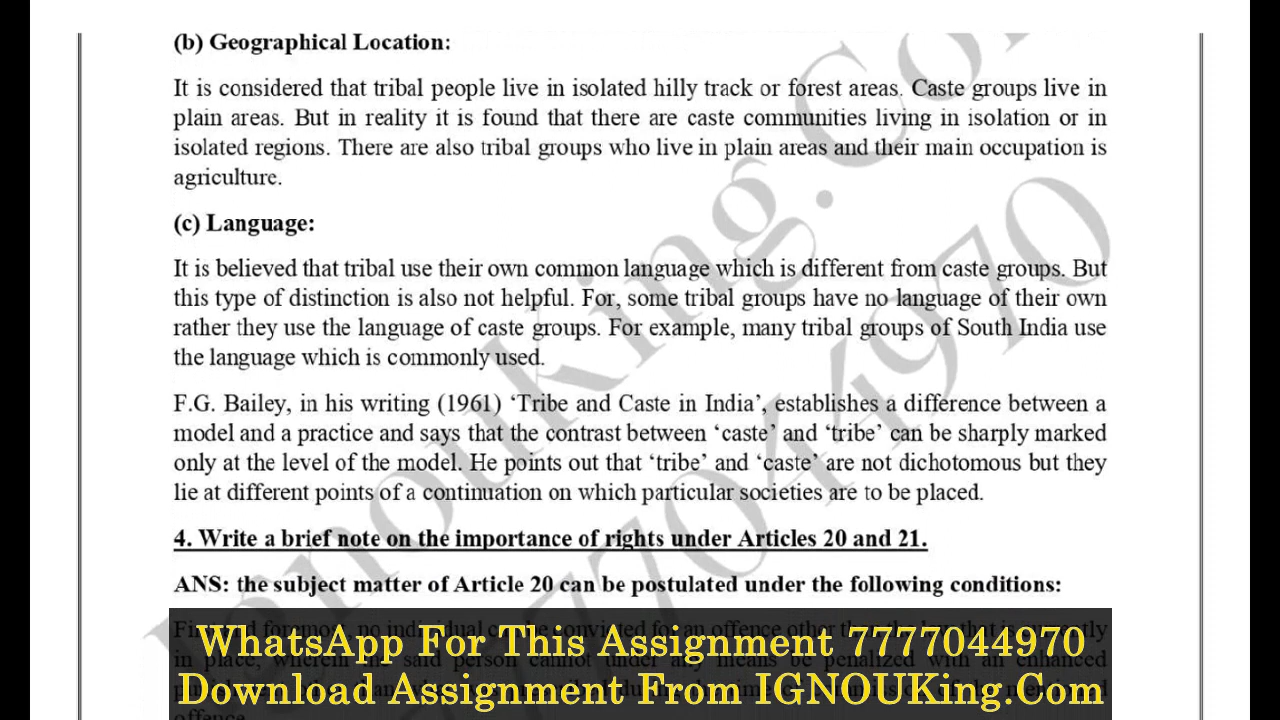 (b) Geographical Location:
It is considered that tribal people live in isolated hilly track or forest areas. Caste groups live in
plain areas. But in reality it is found that there are caste communities living in isolation or in
isolated regions. There are also tribal groups who live in plain areas and their main occupation is
agriculture.
(c) Language:
It is believed that tribal use their own common language which is different from caste groups. But
this type of distinction is also not helpful. For, some tribal groups have no language of their own
rather they use the language of caste groups. For example, many tribal groups of South India use
the language which is commonly used.
F.G. Bailey, in his writing (1961) ‘Tribe and Caste in India’, establishes a difference between a
model and a practice and says that the contrast between ‘caste’ and ‘tribe’ can be sharply marked
only at the level of the model. He points out that ‘tribe’ and ‘caste’ are not dichotomous but they
lie at different points of a continuation on which particular societies are to be placed.
4. Write a brief note on the importance of rights under Articles 20 and 21.
ANS: the subject matter of Article 20 can be postulated under the following conditions:
WhatsApp For This Assignment 7777044970
Download Assignment From IGNOUKing.Com